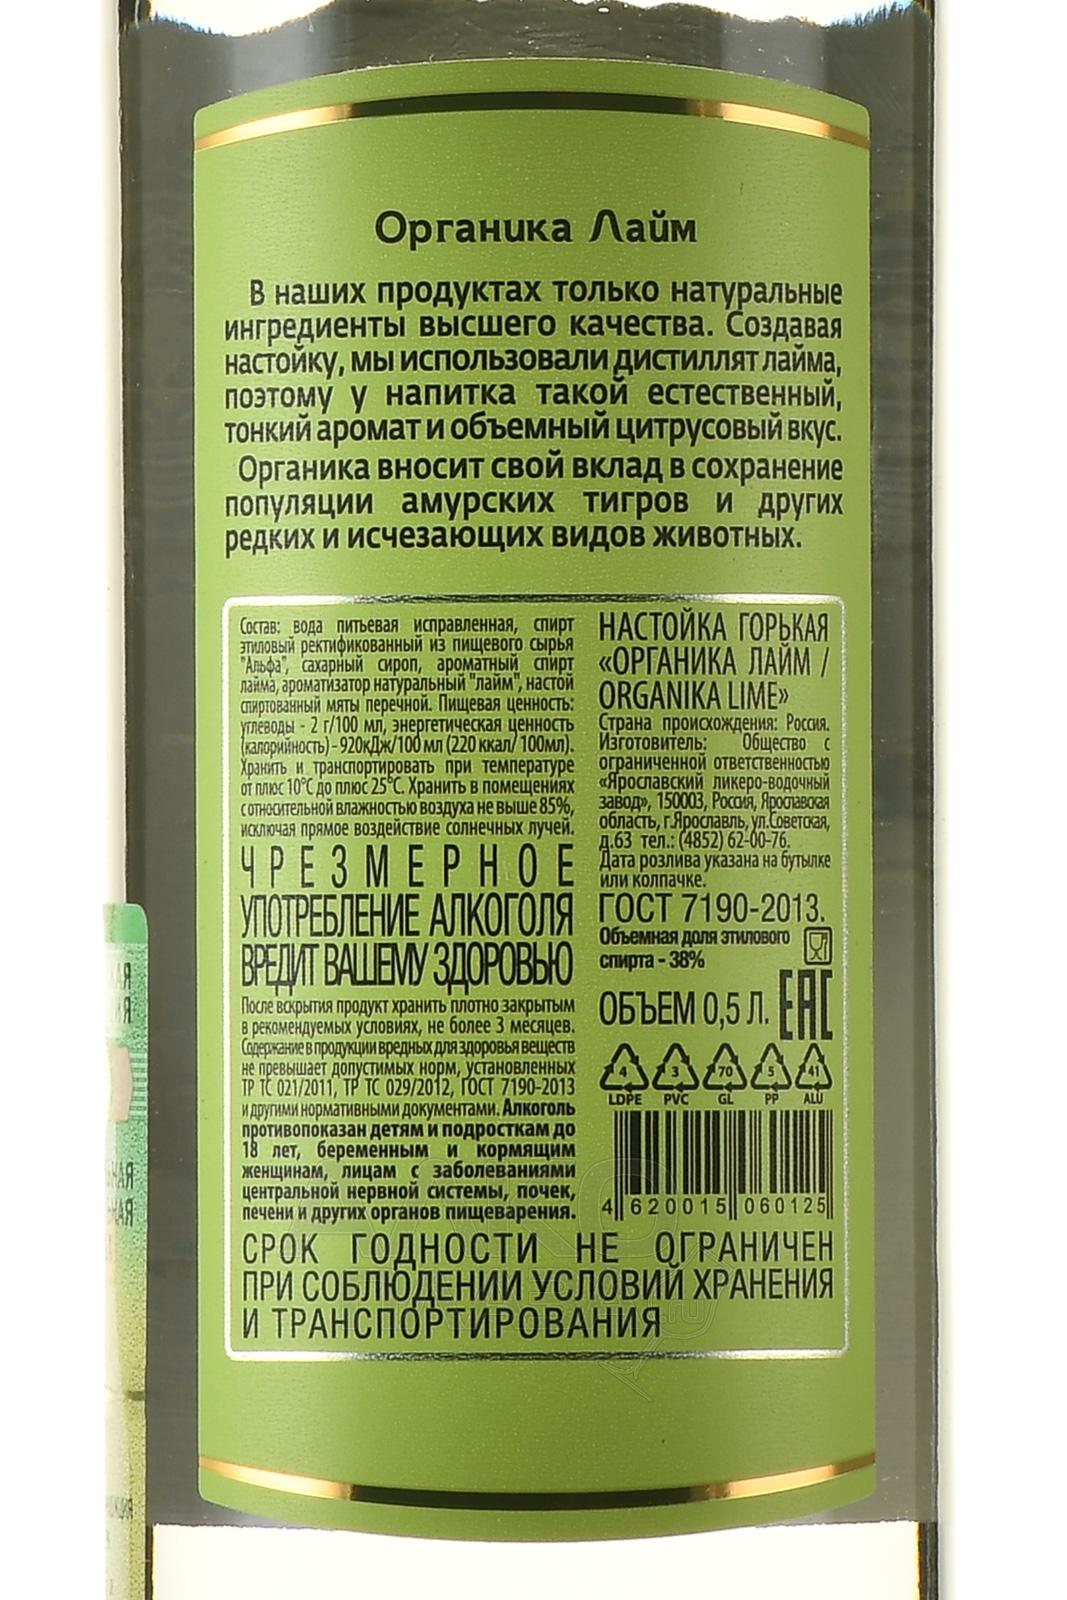 Органика Лайм
В наших продуктах только натуральные
ингредиенты высшего качества. Создавая
настойку, мы использовали дистиллят лайма,
поэтому у напитка такой естественный,
тонкий аромат и объемный цитрусовый вкус.
Органика вносит свой вклад в сохранение
популяции амурских тигров и других
редких и исчезающих видов животных.
Состав: вода питьевая исправленная, спирт
этиловый ректификованный из пищевого сырья
"Альфа", сахарный сироп, ароматный спирт
лайма, ароматизатор натуральный "лайм", настой
спиртованный мяты перечной. Пищевая ценность:
углеводы - 2 г/100 мл, энергетическая ценность
(калорийность) - 920кДж/100 мл (220 ккал/ 100мл).
Хранить и транспортировать при температуре
от плюс 10°С до плюс 25°С. Хранить в помещениях
с относительной влажностью воздуха не выше 85%,
исключая прямое воздействие солнечных лучей.
ЧРЕЗМЕРНОЕ
УПОТРЕБЛЕНИЕ АЛКОГОЛЯ
ВРЕДИТ ВАШЕМУ ЗДОРОВЬЮ
После вскрытия продукт хранить плотно закрытым
в рекомендуемых условиях, не более 3 месяцев.
Содержание в продукции вредных для здоровья веществ
не превышает допустимых норм, установленных
ТР ТС 021/2011, ТР ТС 029/2012, ГОСТ 7190-2013
и другими нормативными документами. Алкоголь
противопоказан детям и подросткам до
18 лет, беременным и кормящим
женщинам, лицам с заболеваниями
центральной нервной системы, почек,
печени и других органов пищеварения.
НАСТОЙКА ГОРЬКАЯ
«ОРГАНИКА ЛАЙМ /
ORGANIKA LIME»
Страна происхождения: Россия.
Изготовитель: Общество с
ограниченной ответственностью
«Ярославский ликеро-водочный
завод», 150003, Россия, Ярославская
область, г.Ярославль, ул.Советская,
д.63 тел.: (4852) 62-00-76.
Дата розлива указана на бутылке
или колпачке.
ГОСТ 7190-2013.
Объемная доля этилового
спирта - 38%
ОБЪЕМ 0,5 Л. EAC
4 3 70 5 41
LDPE PVC GL PP ALU
4 620015 060125
СРОК ГОДНОСТИ НЕ ОГРАНИЧЕН
ПРИ СОБЛЮДЕНИИ УСЛОВИЙ ХРАНЕНИЯ
И ТРАНСПОРТИРОВАНИЯ